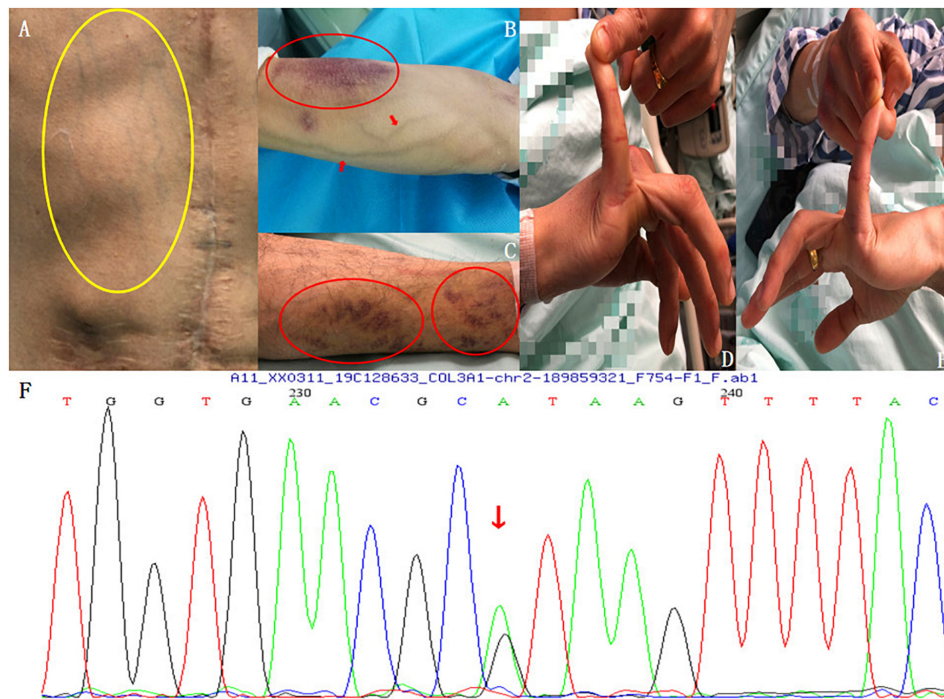 A
B
C
D
E
F
A11_XX0311_19C128633_COL3A1-chr2-189859321_F754-F1_F.ab1
230
240
T G G T G A A C G C A T A A G T T T T A C